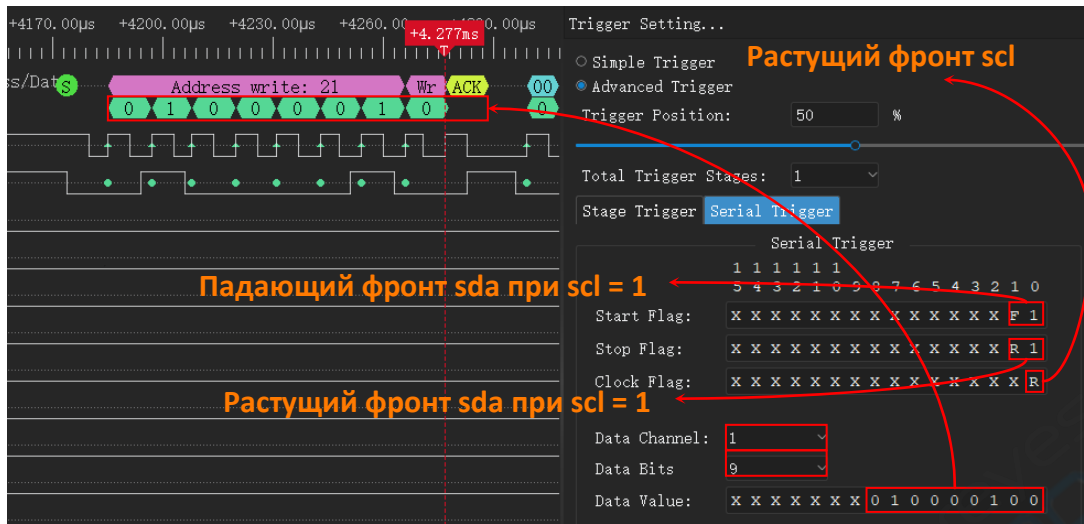 +4170.00µs +4200.00µs +4230.00µs +4260.00 0.00µs
+4.277ms
T
ss/Dat S Address write: 21 Wr ACK 00
0 1 0 0 0 0 1 0 0
Trigger Setting...
Растущий фронт scl
Simple Trigger
Advanced Trigger
Trigger Position: 50 %
Total Trigger Stages: 1
Stage Trigger Serial Trigger
Serial Trigger
1 1 1 1 1 1
5 4 3 2 1 0 9 8 7 6 5 4 3 2 1 0
Падающий фронт sda при scl = 1
Start Flag: X X X X X X X X X X X X X X F 1
Stop Flag: X X X X X X X X X X X X X X R 1
Clock Flag: X X X X X X X X X X X X X X X R
Растущий фронт sda при scl = 1
Data Channel: 1
Data Bits 9
Data Value: X X X X X X X 0 1 0 0 0 0 1 0 0